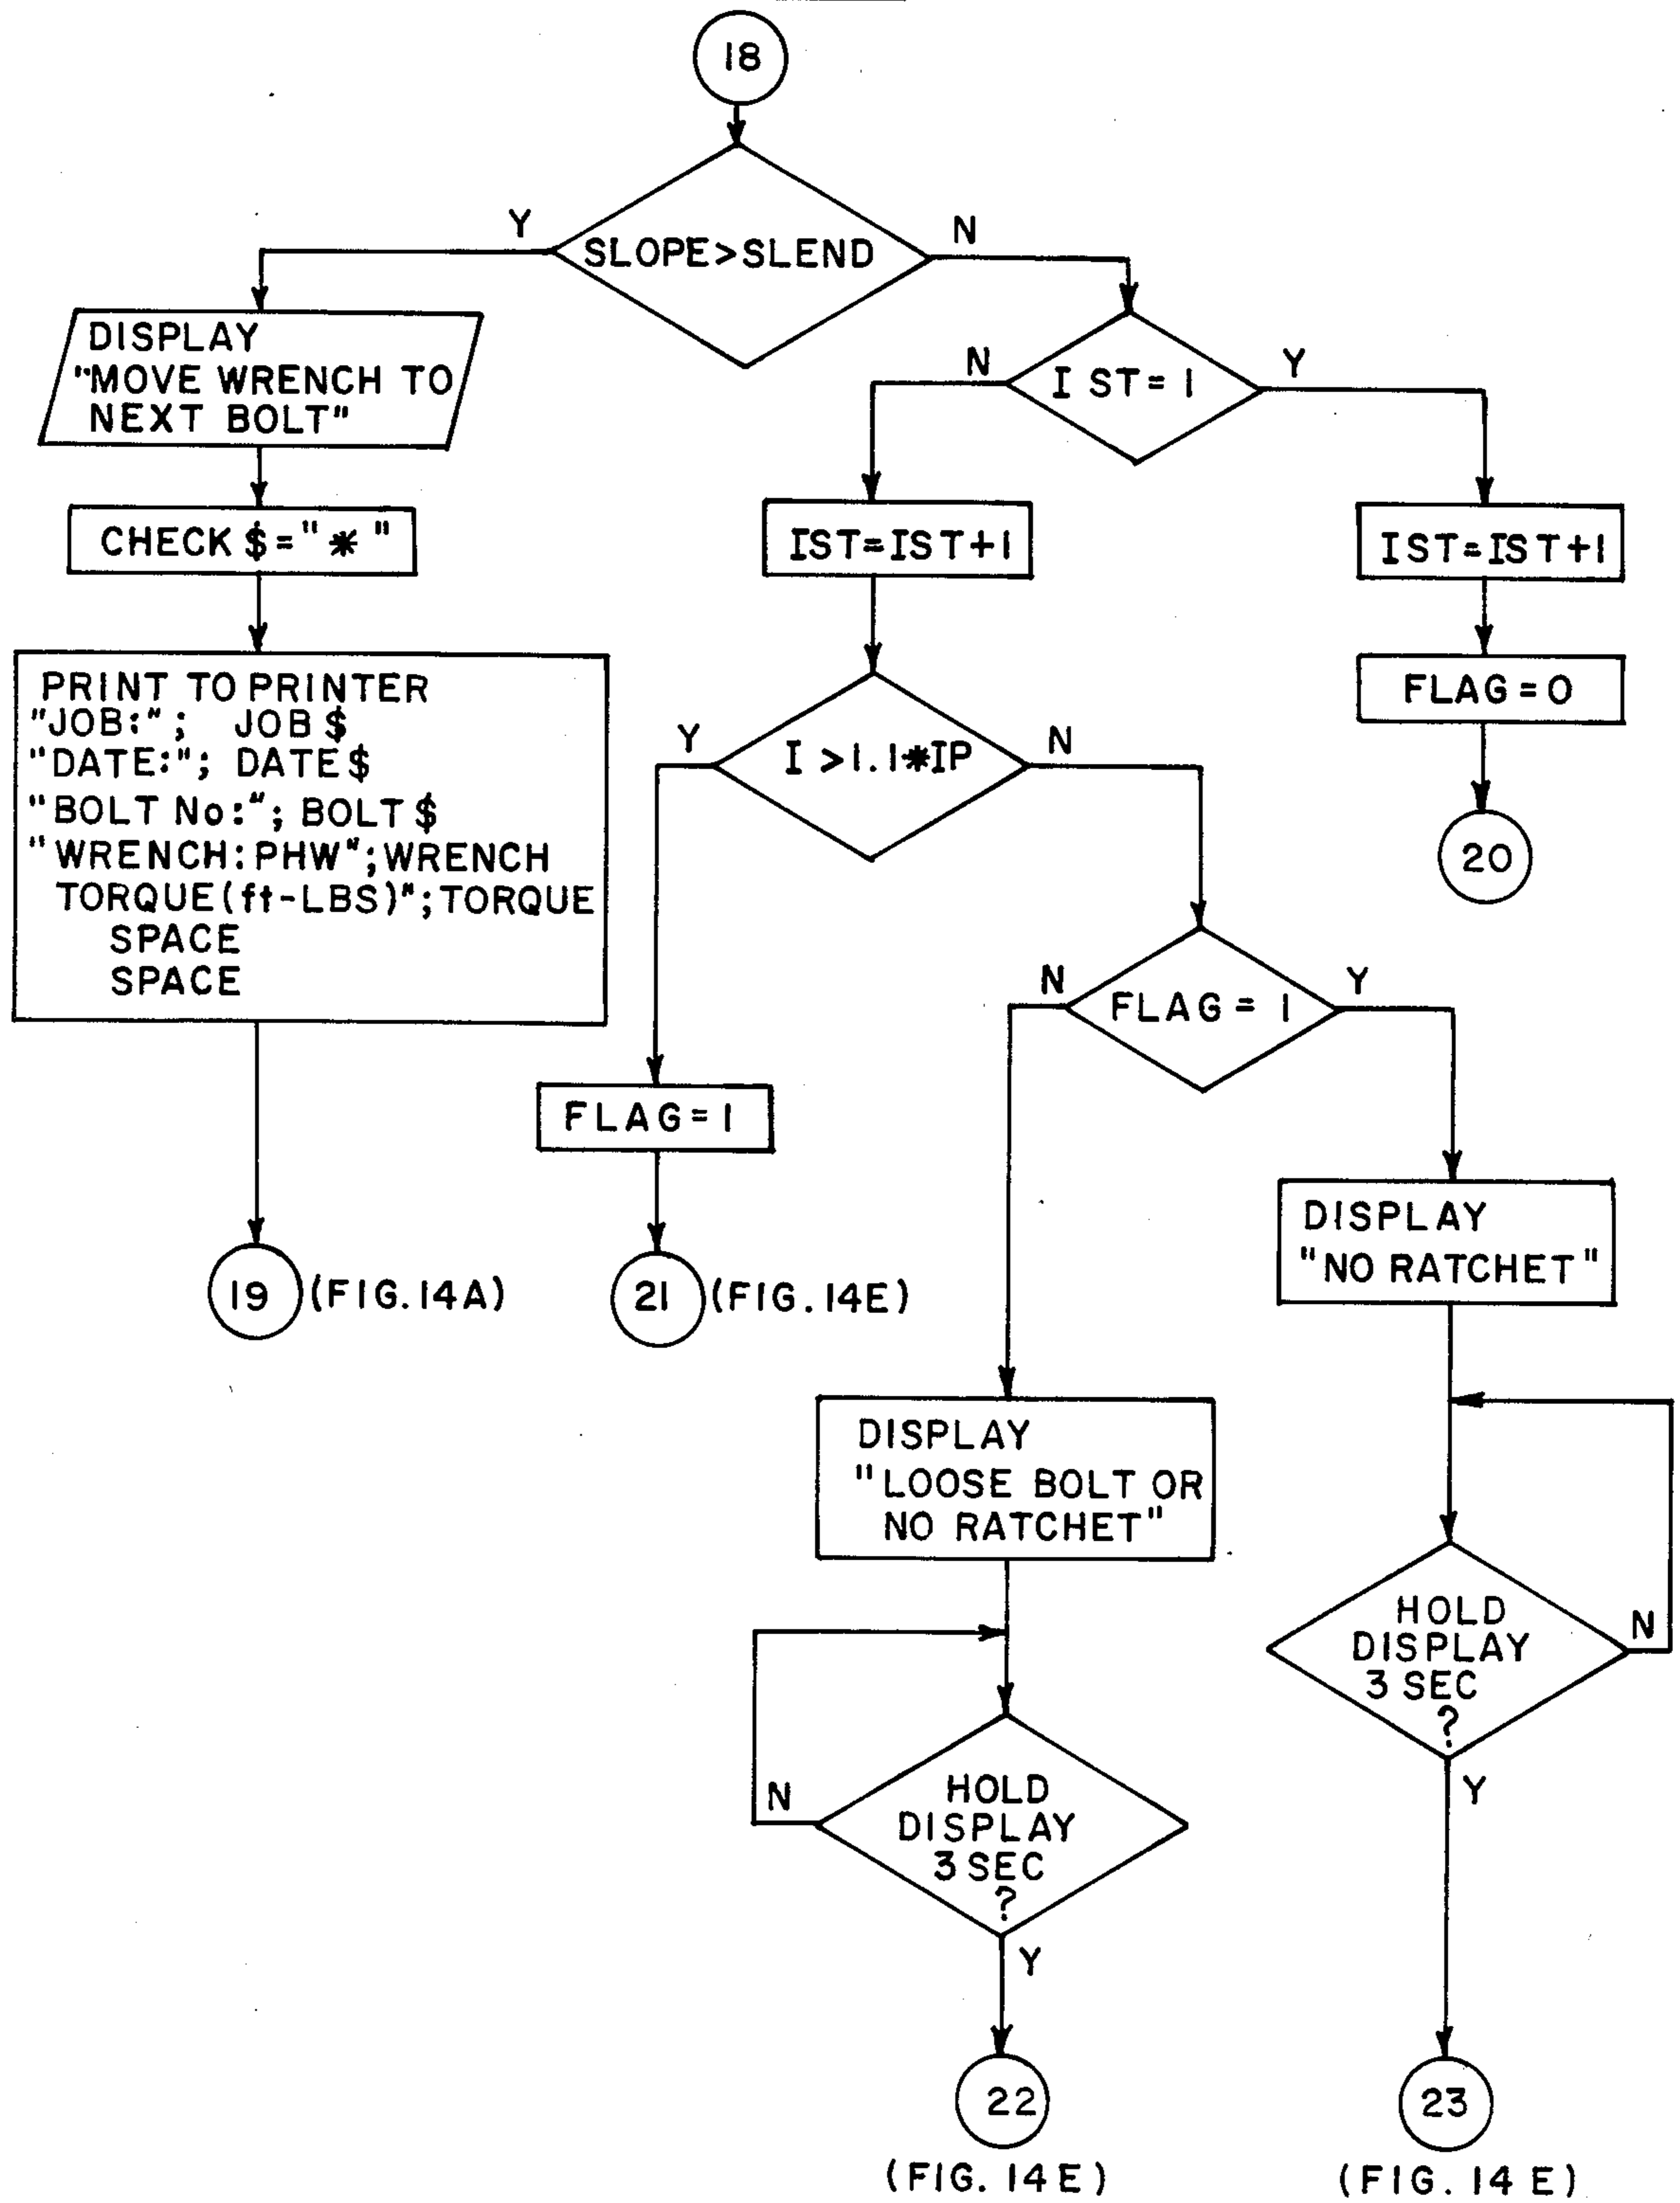 18
SLOPE>SLEND
Y
N
DISPLAY
"MOVE WRENCH TO
NEXT BOLT"
CHECK $="*"
PRINT TO PRINTER
"JOB:"; JOB $
"DATE:"; DATE $
"BOLT No:"; BOLT $
"WRENCH: PHW"; WRENCH
TORQUE(ft-LBS)"; TORQUE
SPACE
SPACE
19 (FIG. 14A)
IST=1
N
Y
IST=IST+1
IST=IST+1
FLAG=0
20
I>1.1*IP
Y
N
FLAG=1
21 (FIG. 14E)
FLAG=1
N
Y
DISPLAY
"NO RATCHET"
DISPLAY
"LOOSE BOLT OR
NO RATCHET"
HOLD
DISPLAY
3 SEC
?
N
Y
HOLD
DISPLAY
3 SEC
?
N
Y
22
(FIG. 14E)
23
(FIG. 14E)